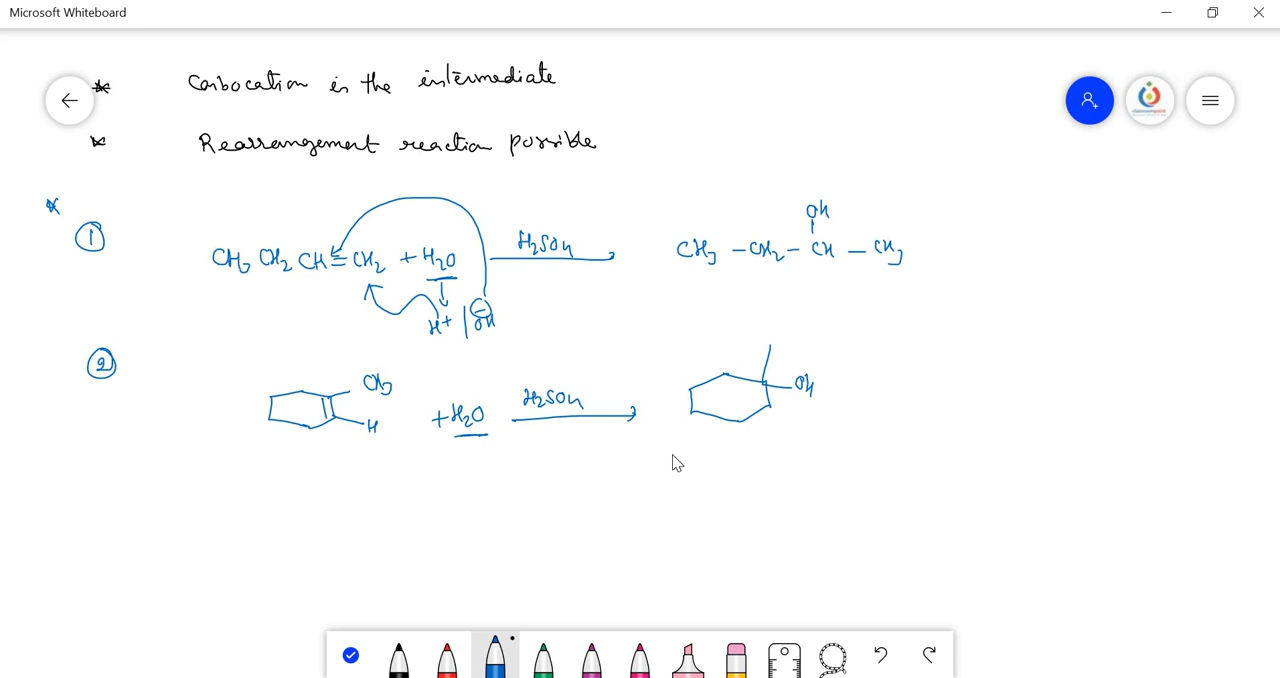 Microsoft Whiteboard
* Carbocation is the intermediate
* Rearrangement reaction possible
*
① CH3 CH2 CH=CH2 + H2O H2SO4 CH3 – CH2 – CH – CH3
OH
H+ | OH
−
② CH3
H
+ H2O H2SO4 OH